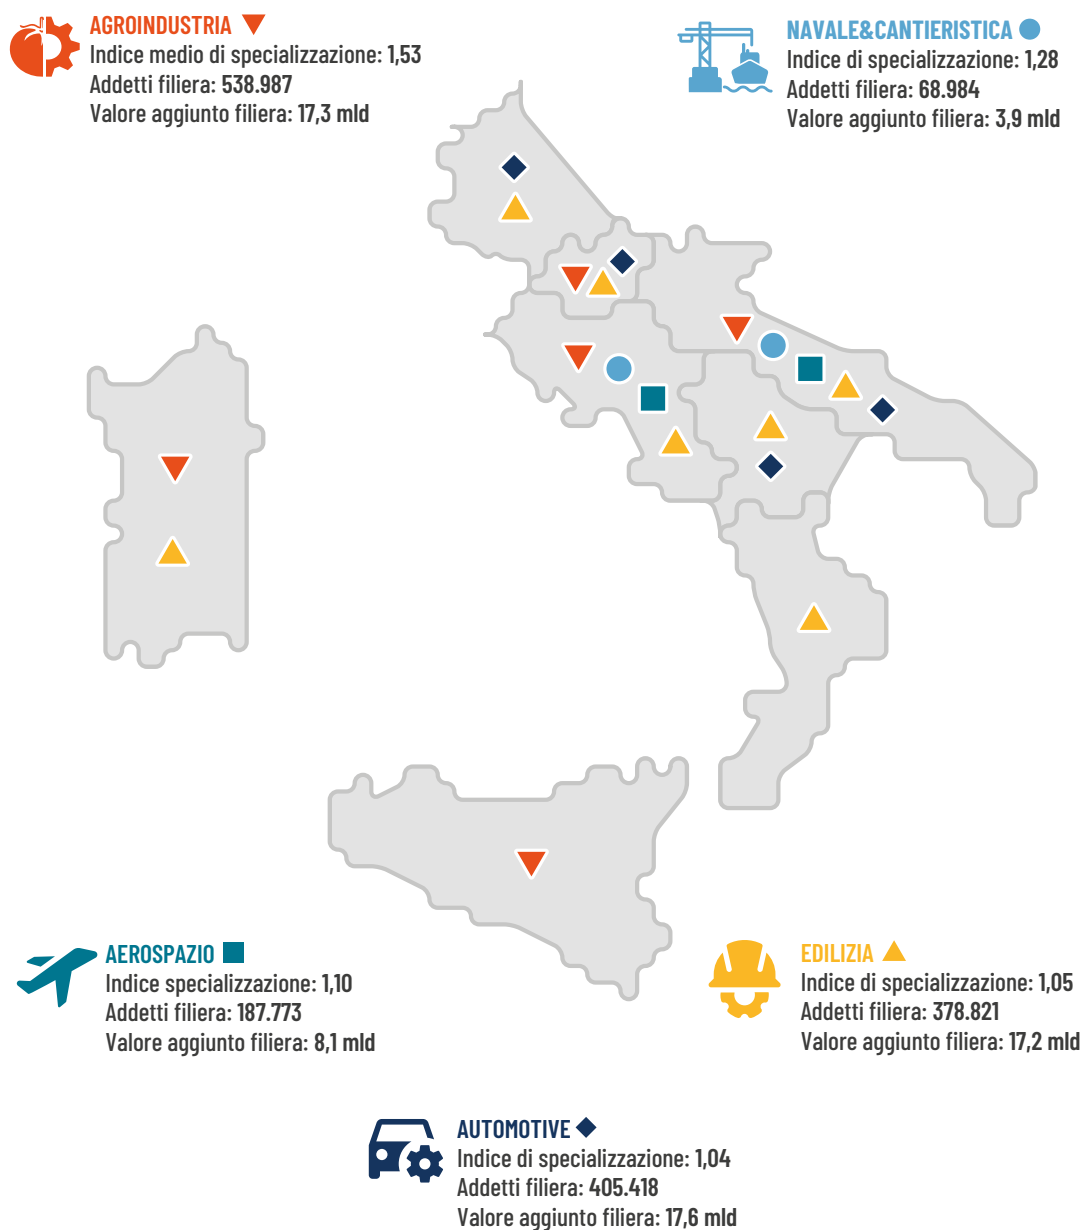 AGROINDUSTRIA
Indice medio di specializzazione: 1,53
Addetti filiera: 538.987
Valore aggiunto filiera: 17,3 mld
NAVALE&CANTIERISTICA
Indice di specializzazione: 1,28
Addetti filiera: 68.984
Valore aggiunto filiera: 3,9 mld
AEROSPAZIO
Indice specializzazione: 1,10
Addetti filiera: 187.773
Valore aggiunto filiera: 8,1 mld
EDILIZIA
Indice di specializzazione: 1,05
Addetti filiera: 378.821
Valore aggiunto filiera: 17,2 mld
AUTOMOTIVE
Indice di specializzazione: 1,04
Addetti filiera: 405.418
Valore aggiunto filiera: 17,6 mld